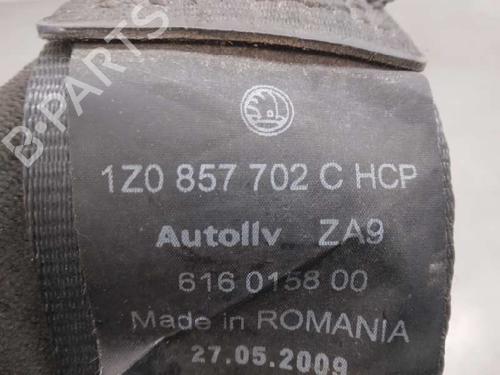 B-PARTS
1Z0 857 702 C HCP
Autoliv ZA9
616 0158 00
Made in ROMANIA
27.05.2009